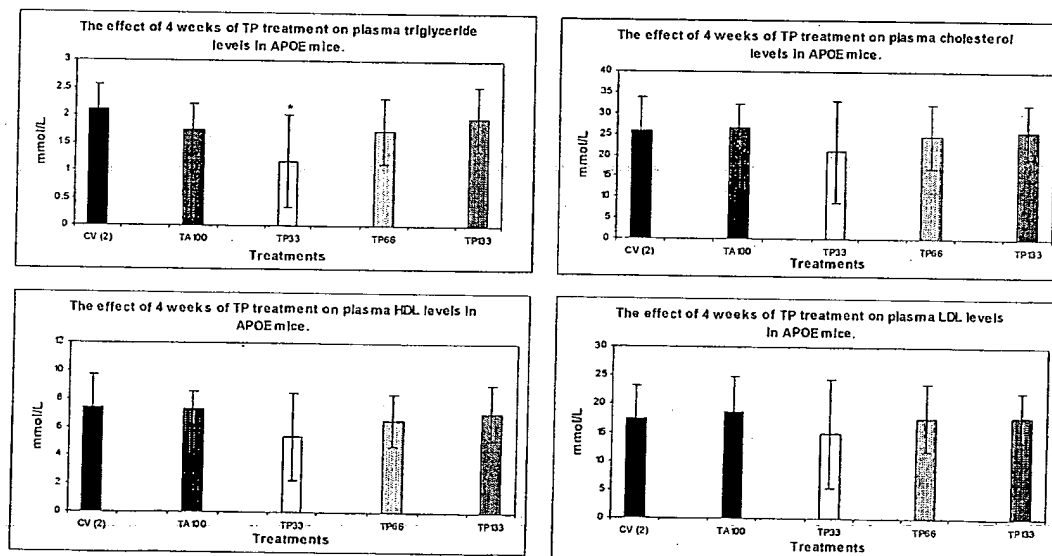 The effect of 4 weeks of TP treatment on plasma triglyceride
levels in APOE mice.
3
2.5
2
1.5
1
0.5
0
mmol/L
*
CV (2) TA100 TP33 TP66 TP133
Treatments
The effect of 4 weeks of TP treatment on plasma cholesterol
levels in APOE mice.
40
35
30
25
20
15
10
5
0
mmol/L
CV (2) TA100 TP33 TP66 TP133
Treatments
The effect of 4 weeks of TP treatment on plasma HDL levels in
APOE mice.
12
10
8
6
4
2
0
mmol/L
CV (2) TA100 TP33 TP66 TP133
Treatments
The effect of 4 weeks of TP treatment on plasma LDL levels
in APOE mice.
30
25
20
15
10
5
0
mmol/L
CV (2) TA100 TP33 TP66 TP133
Treatments